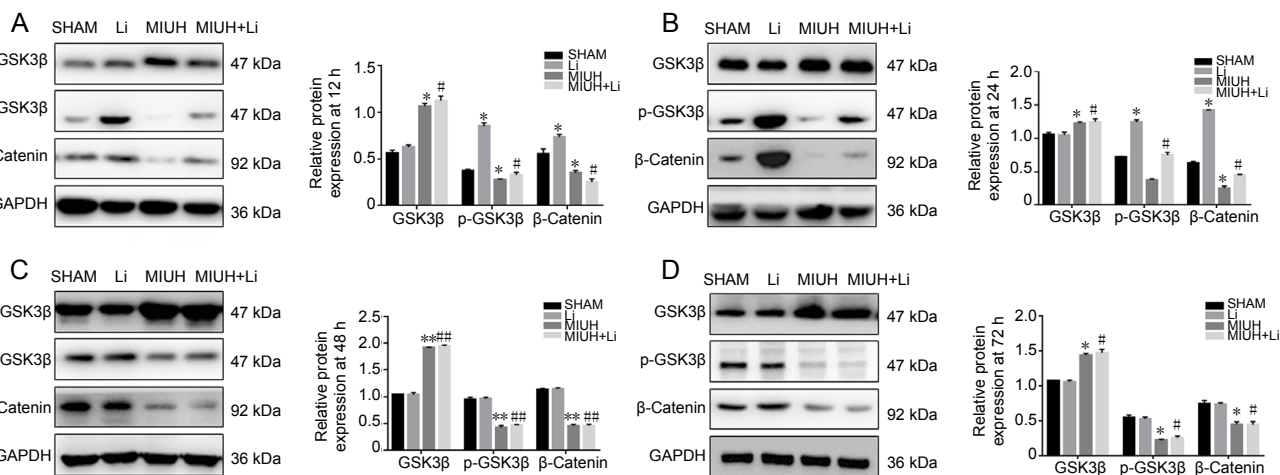 A
SHAM Li MIUH MIUH+Li
GSK3β 47 kDa
GSK3β 47 kDa
Catenin 92 kDa
GAPDH 36 kDa
Relative protein
expression at 12 h
1.5
1.0
0.5
0
SHAM
Li
MIUH
MIUH+Li
* # * * # * * #
GSK3β p-GSK3β β-Catenin
B
SHAM Li MIUH MIUH+Li
GSK3β 47 kDa
p-GSK3β 47 kDa
β-Catenin 92 kDa
GAPDH 36 kDa
Relative protein
expression at 24 h
2.0
1.5
1.0
0.5
0
SHAM
Li
MIUH
MIUH+Li
* # * # * * #
GSK3β p-GSK3β β-Catenin
C
SHAM Li MIUH MIUH+Li
GSK3β 47 kDa
GSK3β 47 kDa
Catenin 92 kDa
GAPDH 36 kDa
Relative protein
expression at 48 h
2.5
2.0
1.5
1.0
0.5
0
SHAM
Li
MIUH
MIUH+Li
** ## ** ## ** ##
GSK3β p-GSK3β β-Catenin
D
SHAM Li MIUH MIUH+Li
GSK3β 47 kDa
p-GSK3β 47 kDa
β-Catenin 92 kDa
GAPDH 36 kDa
Relative protein
expression at 72 h
2.0
1.5
1.0
0.5
0
SHAM
Li
MIUH
MIUH+Li
* # * # * #
GSK3β p-GSK3β β-Catenin